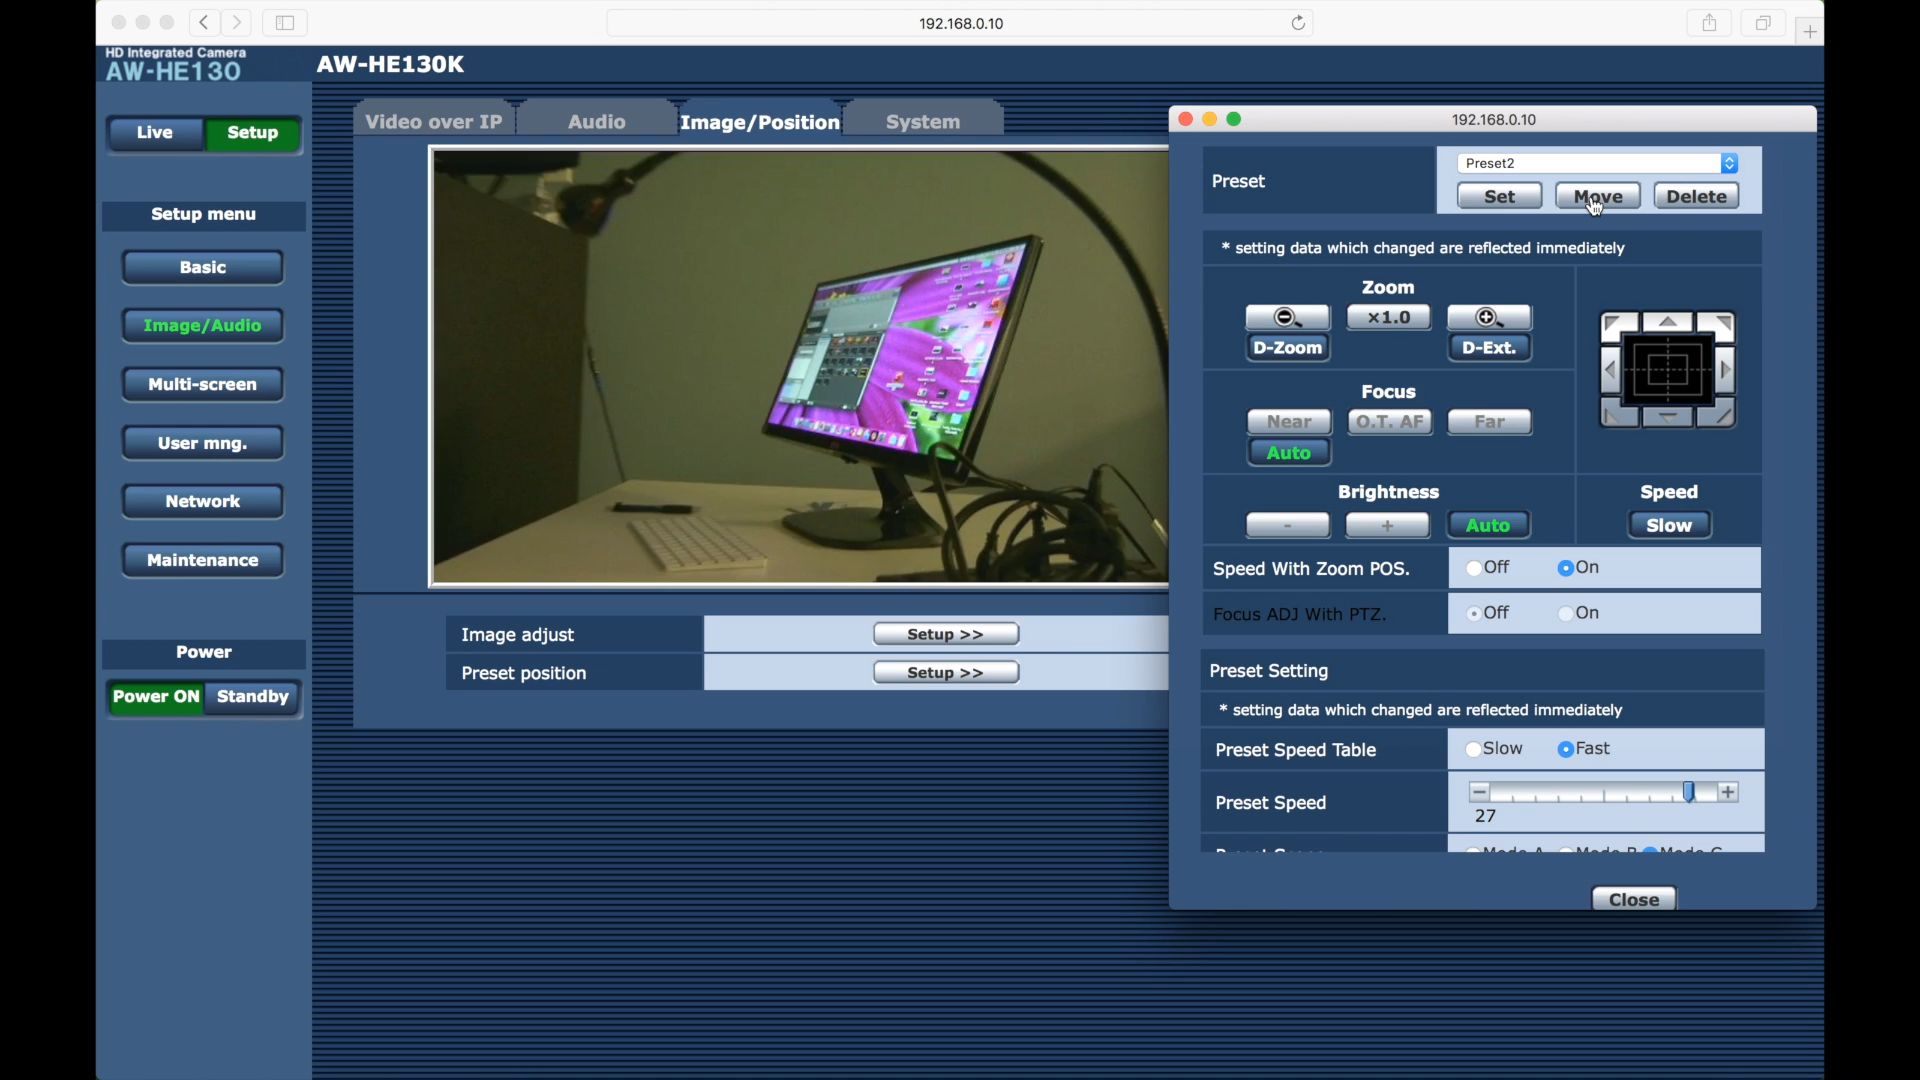 192.168.0.10
HD Integrated Camera
AW-HE130
AW-HE130K
Live
Setup
Video over IP
Audio
Image/Position
System
Setup menu
Basic
Image/Audio
Multi-screen
User mng.
Network
Maintenance
Power
Power ON
Standby
Image adjust
Setup >>
Preset position
Setup >>
192.168.0.10
Preset
Preset2
Set
Move
Delete
* setting data which changed are reflected immediately
Zoom
×1.0
D-Zoom
D-Ext.
Focus
Near
O.T. AF
Far
Auto
Brightness
-
+
Auto
Speed
Slow
Speed With Zoom POS.
Off
On
Focus ADJ With PTZ.
Off
On
Preset Setting
* setting data which changed are reflected immediately
Preset Speed Table
Slow
Fast
Preset Speed
27
Mode A Mode B Mode C
Close